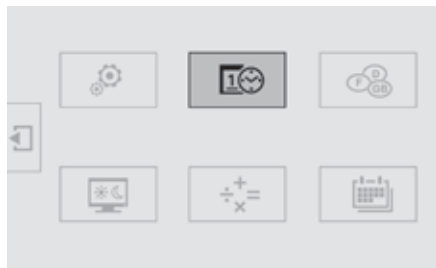 1
D
F
GB
÷ + × =